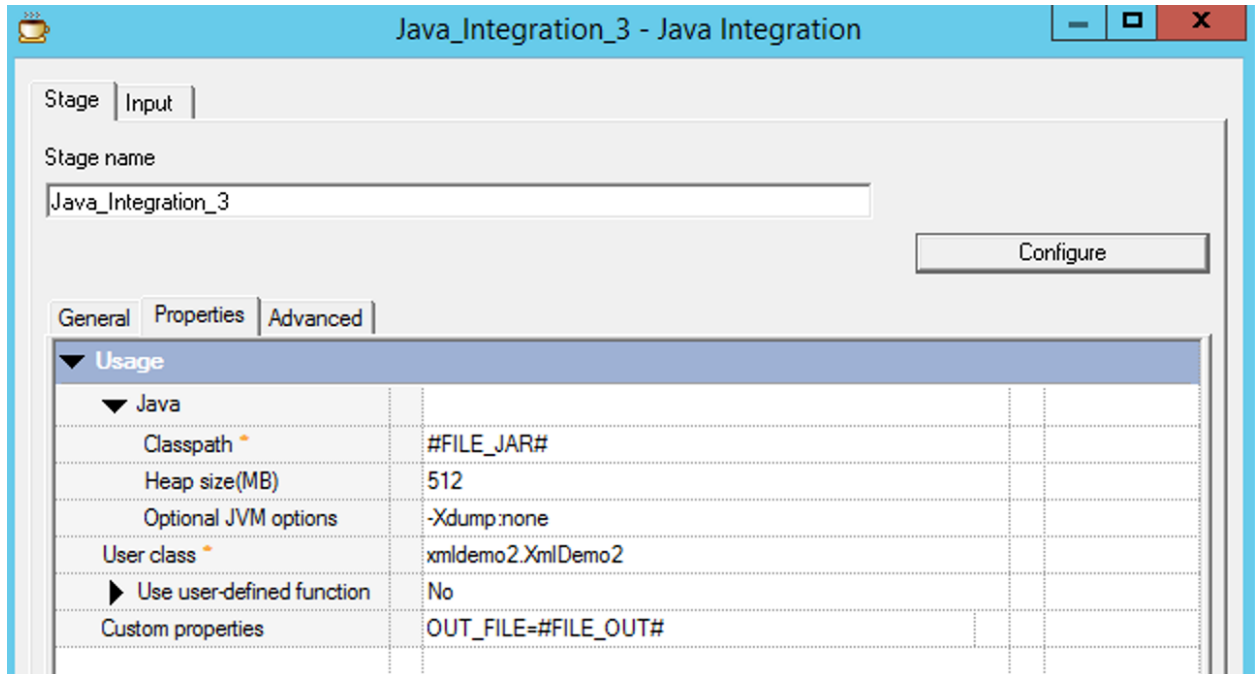 Java_Integration_3 - Java Integration
Stage Input
Stage name
Java_Integration_3
Configure
General Properties Advanced
Usage
Java
Classpath * #FILE_JAR#
Heap size(MB) 512
Optional JVM options -Xdump:none
User class * xmldemo2.XmlDemo2
Use user-defined function No
Custom properties OUT_FILE=#FILE_OUT#